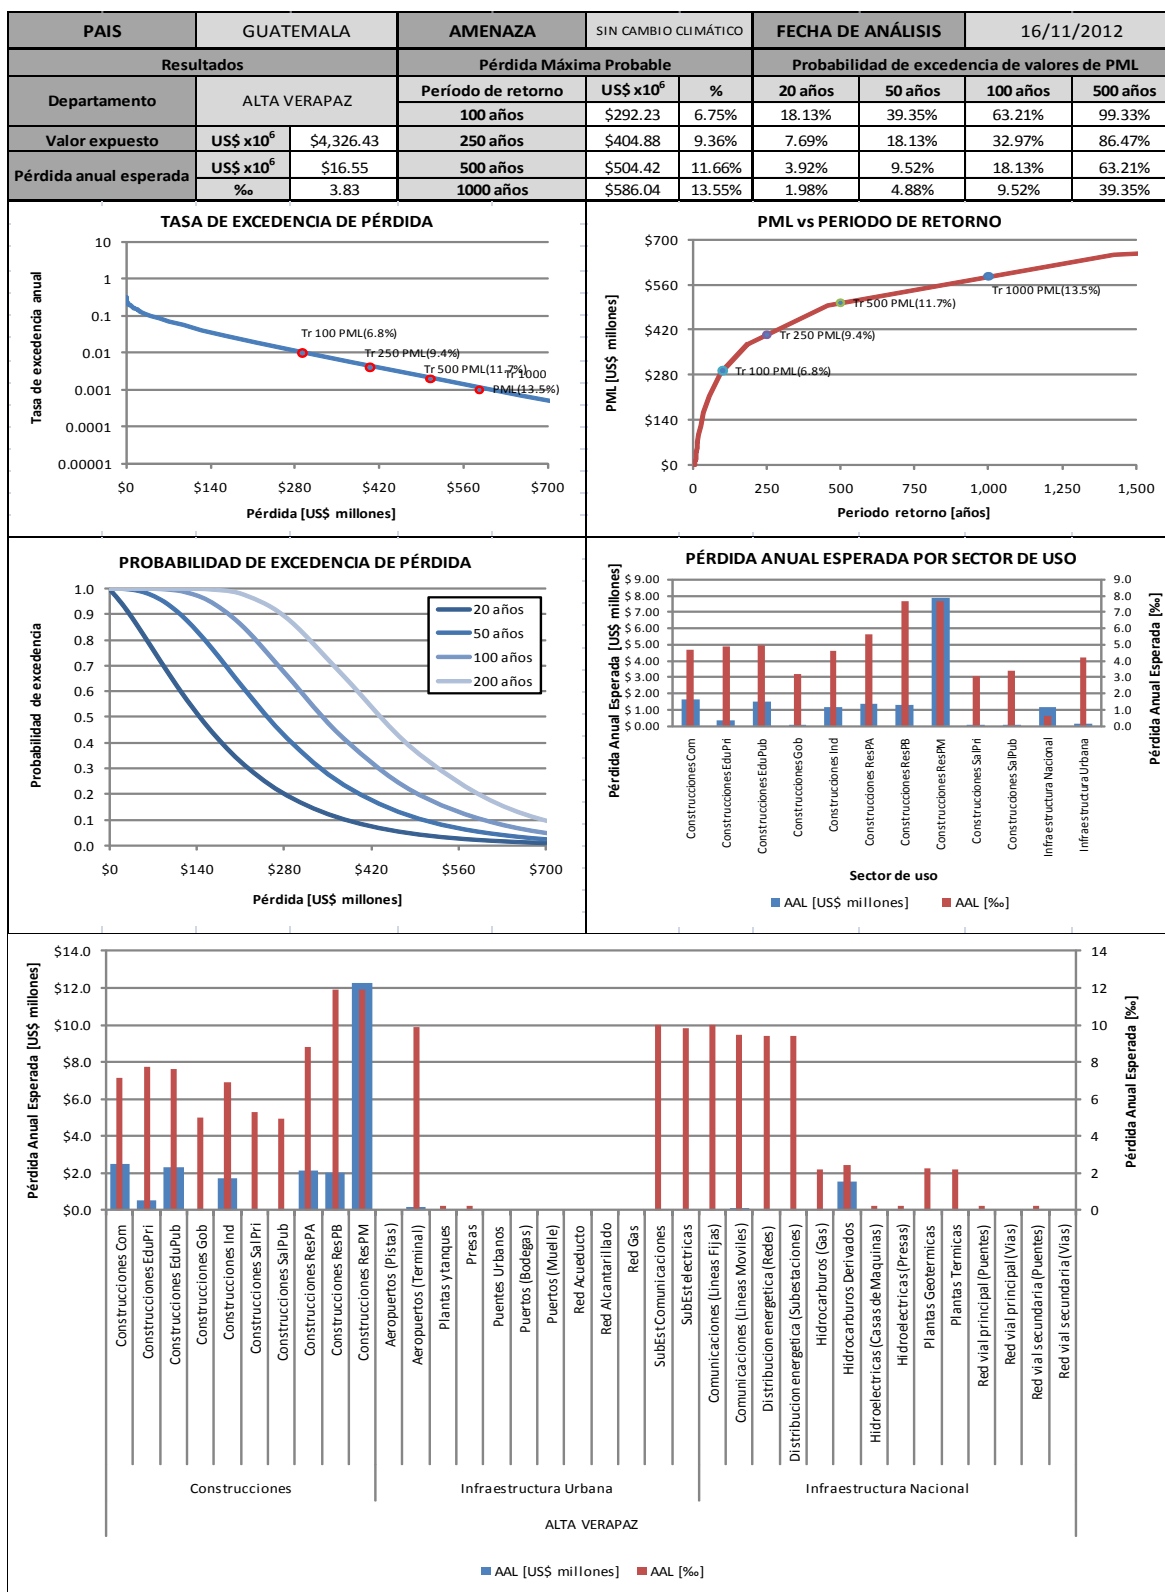 PAIS GUATEMALA AMENAZA SIN CAMBIO CLIMÁTICO FECHA DE ANÁLISIS 16/11/2012
Resultados Pérdida Máxima Probable Probabilidad de excedencia de valores de PML
Departamento ALTA VERAPAZ Período de retorno US$ x10⁶ % 20 años 50 años 100 años 500 años
100 años $292.23 6.75% 18.13% 39.35% 63.21% 99.33%
Valor expuesto US$ x10⁶ $4,326.43 250 años $404.88 9.36% 7.69% 18.13% 32.97% 86.47%
Pérdida anual esperada US$ x10⁶ $16.55 500 años $504.42 11.66% 3.92% 9.52% 18.13% 63.21%
‰ 3.83 1000 años $586.04 13.55% 1.98% 4.88% 9.52% 39.35%
TASA DE EXCEDENCIA DE PÉRDIDA
Tasa de excedencia anual
10
1
0.1
0.01
0.001
0.0001
0.00001
Tr 100 PML(6.8%)
Tr 250 PML(9.4%)
Tr 500 PML(11.7%)
Tr 1000
PML(13.5%)
$0 $140 $280 $420 $560 $700
Pérdida [US$ millones]
PML vs PERIODO DE RETORNO
PML [US$ millones]
$700
$560
$420
$280
$140
$0
Tr 1000 PML(13.5%)
Tr 500 PML(11.7%)
Tr 250 PML(9.4%)
Tr 100 PML(6.8%)
0 250 500 750 1,000 1,250 1,500
Periodo retorno [años]
PROBABILIDAD DE EXCEDENCIA DE PÉRDIDA
Probabilidad de excedencia
1.0
0.9
0.8
0.7
0.6
0.5
0.4
0.3
0.2
0.1
0.0
20 años
50 años
100 años
200 años
$0 $140 $280 $420 $560 $700
Pérdida [US$ millones]
PÉRDIDA ANUAL ESPERADA POR SECTOR DE USO
Pérdida Anual Esperada [US$ millones]
$9.00
$8.00
$7.00
$6.00
$5.00
$4.00
$3.00
$2.00
$1.00
$0.00
9.0
8.0
7.0
6.0
5.0
4.0
3.0
2.0
1.0
0.0
Pérdida Anual Esperada [‰]
Construcciones Com
Construcciones EduPri
Construcciones EduPub
Construcciones Gob
Construcciones Ind
Construcciones ResPA
Construcciones ResPB
Construcciones ResPM
Construcciones SalPri
Construcciones SalPub
Infraestructura Nacional
Infraestructura Urbana
Sector de uso
AAL [US$ millones] AAL [‰]
Pérdida Anual Esperada [US$ millones]
$14.0
$12.0
$10.0
$8.0
$6.0
$4.0
$2.0
$0.0
14
12
10
8
6
4
2
0
Pérdida Anual Esperada [‰]
Construcciones Com
Construcciones EduPri
Construcciones EduPub
Construcciones Gob
Construcciones Ind
Construcciones SalPri
Construcciones SalPub
Construcciones ResPA
Construcciones ResPB
Construcciones ResPM
Aeropuertos (Pistas)
Aeropuertos (Terminal)
Plantas y tanques
Presas
Puentes Urbanos
Puertos (Bodegas)
Puertos (Muelle)
Red Acueducto
Red Alcantarillado
Red Gas
SubEst Comunicaciones
SubEst electricas
Comunicaciones (Lineas Fijas)
Comunicaciones (Lineas Moviles)
Distribucion energetica (Redes)
Distribucion energetica (Subestaciones)
Hidrocarburos (Gas)
Hidrocarburos Derivados
Hidroelectricas (Casas de Maquinas)
Hidroelectricas (Presas)
Plantas Geotermicas
Plantas Termicas
Red vial principal (Puentes)
Red vial principal (Vias)
Red vial secundaria (Puentes)
Red vial secundaria (Vias)
Construcciones Infraestructura Urbana Infraestructura Nacional
ALTA VERAPAZ
AAL [US$ millones] AAL [‰]